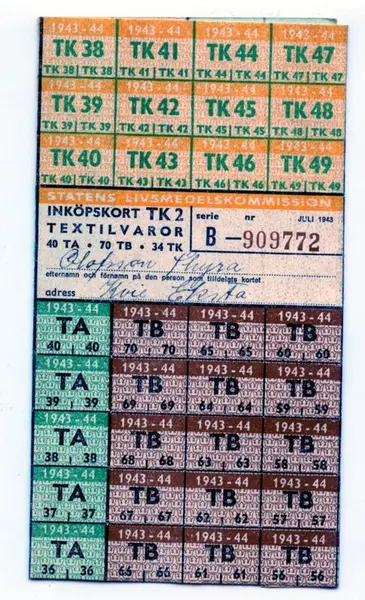 1943-44 1943-44 1943-44 1943-44
TK 38 TK 41 TK 44 TK 47
TK 38 TK 38 TK 41 TK 41 TK 44 TK 44 TK 47 TK 47
1943-44 1943-44 1943-44 1943-44
TK 39 TK 42 TK 45 TK 48
TK 39 TK 39 TK 42 TK 42 TK 45 TK 45 TK 48 TK 48
1943-44 1943-44 1943-44 1943-44
TK 40 TK 43 TK 46 TK 49
TK 40 TK 40 TK 43 TK 43 TK 46 TK 46 TK 49 TK 49
STATENS LIVSMEDELSKOMMISSION
INKÖPSKORT TK 2 serie nr JULI 1943
TEXTILVAROR B -909772
40 TA · 70 TB · 34 TK
Olofsson Thyra
efternamn och förnamn på den person som tilldelats kortet
adress Eksta
1943-44 1943-44 1943-44 1943-44
TA TB TB TB
40 40 70 70 65 65 60 60
1943-44 1943-44 1943-44 1943-44
TA TB TB TB
39 39 69 69 64 64 59 59
1943-44 1943-44 1943-44 1943-44
TA TB TB TB
38 38 68 68 63 63 58 58
1943-44 1943-44 1943-44 1943-44
TA TB TB TB
37 37 67 67 62 62 57 57
1943-44 1943-44 1943-44 1943-44
TA TB TB TB
36 36 66 66 61 61 56 56